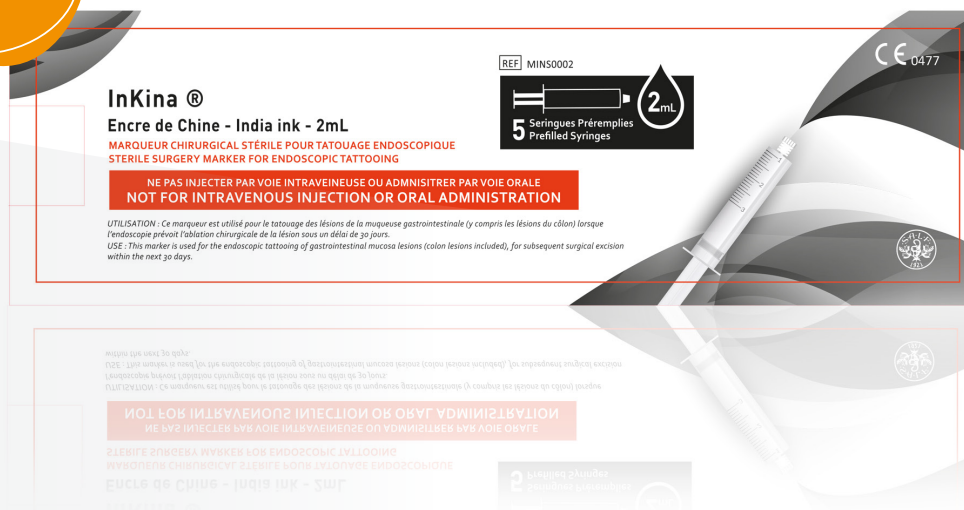 CE 0477
REF MINS0002
InKina ®
Encre de Chine - India ink - 2mL
MARQUEUR CHIRURGICAL STÉRILE POUR TATOUAGE ENDOSCOPIQUE
STERILE SURGERY MARKER FOR ENDOSCOPIC TATTOOING
2mL
5 Seringues Préremplies
Prefilled Syringes
NE PAS INJECTER PAR VOIE INTRAVEINEUSE OU ADMNISITRER PAR VOIE ORALE
NOT FOR INTRAVENOUS INJECTION OR ORAL ADMINISTRATION
UTILISATION : Ce marqueur est utilisé pour le tatouage des lésions de la muqueuse gastrointestinale (y compris les lésions du côlon) lorsque
l'endoscopie prévoit l'ablation chirurgicale de la lésion sous un délai de 30 jours.
USE : This marker is used for the endoscopic tattooing of gastrointestinal mucosa lesions (colon lesions included), for subsequent surgical excision
within the next 30 days.
1
2
3
S.A.L.F.
1921